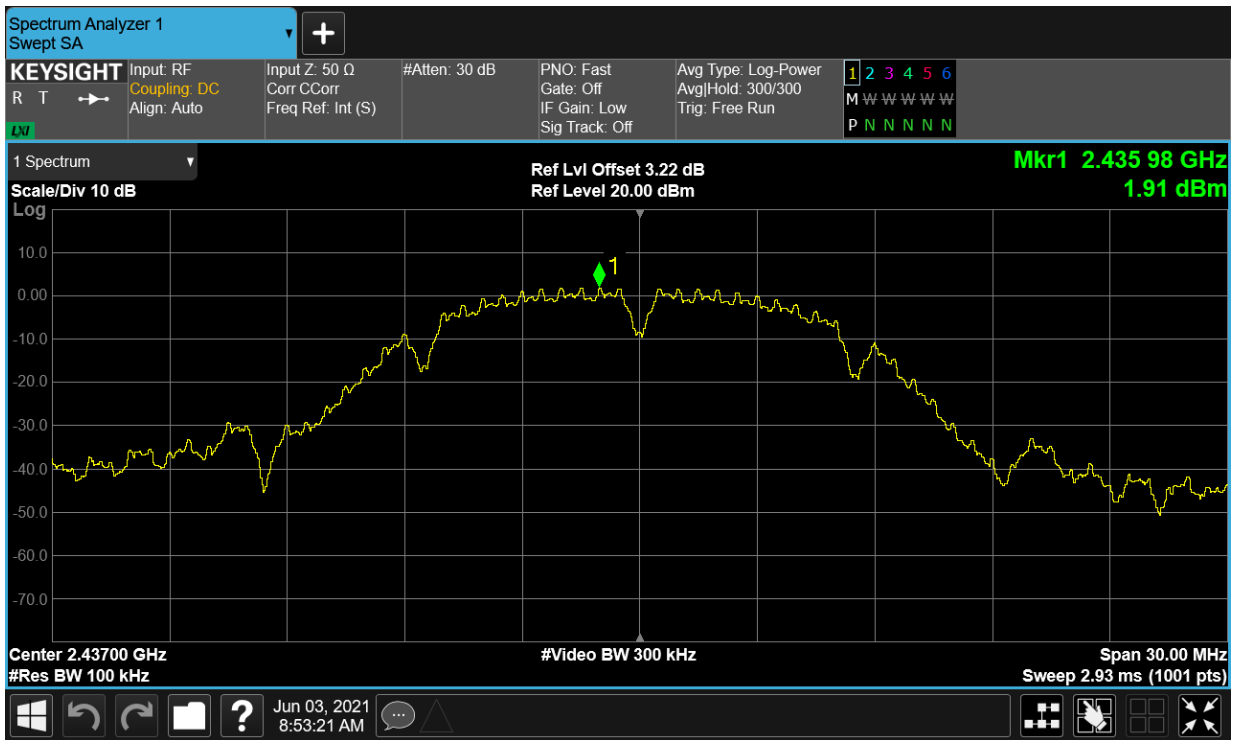 Spectrum Analyzer 1
Swept SA
KEYSIGHT
R T
LXI
Input: RF
Coupling: DC
Align: Auto
Input Z: 50 Ω
Corr CCorr
Freq Ref: Int (S)
#Atten: 30 dB
PNO: Fast
Gate: Off
IF Gain: Low
Sig Track: Off
Avg Type: Log-Power
Avg|Hold: 300/300
Trig: Free Run
1 2 3 4 5 6
M W W W W W
P N N N N N
1 Spectrum
Scale/Div 10 dB
Log
Ref Lvl Offset 3.22 dB
Ref Level 20.00 dBm
Mkr1 2.435 98 GHz
1.91 dBm
10.0
0.00
-10.0
-20.0
-30.0
-40.0
-50.0
-60.0
-70.0
1
Center 2.43700 GHz
#Res BW 100 kHz
#Video BW 300 kHz
Span 30.00 MHz
Sweep 2.93 ms (1001 pts)
?
Jun 03, 2021
8:53:21 AM